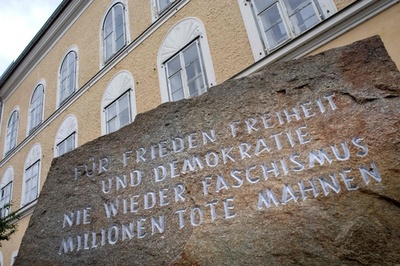 FÜR FRIEDEN FREIHEIT
UND DEMOKRATIE
NIE WIEDER FASCHISMUS
MILLIONEN TOTE MAHNEN